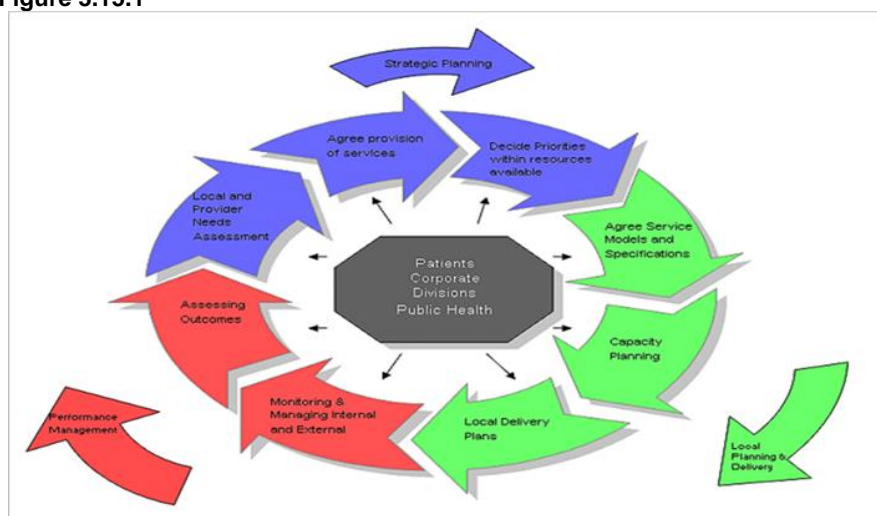 Figure 3.13.1
Strategic Planning
Agree provision
of services
Decide Priorities
within resources
available
Local and
Provider
Needs
Assessment
Agree Service
Models and
Specifications
Patients
Corporate
Divisions
Public Health
Assessing
Outcomes
Capacity
Planning
Monitoring &
Managing Internal
and External
Local Delivery
Plans
Performance
Management
Local
Planning &
Delivery